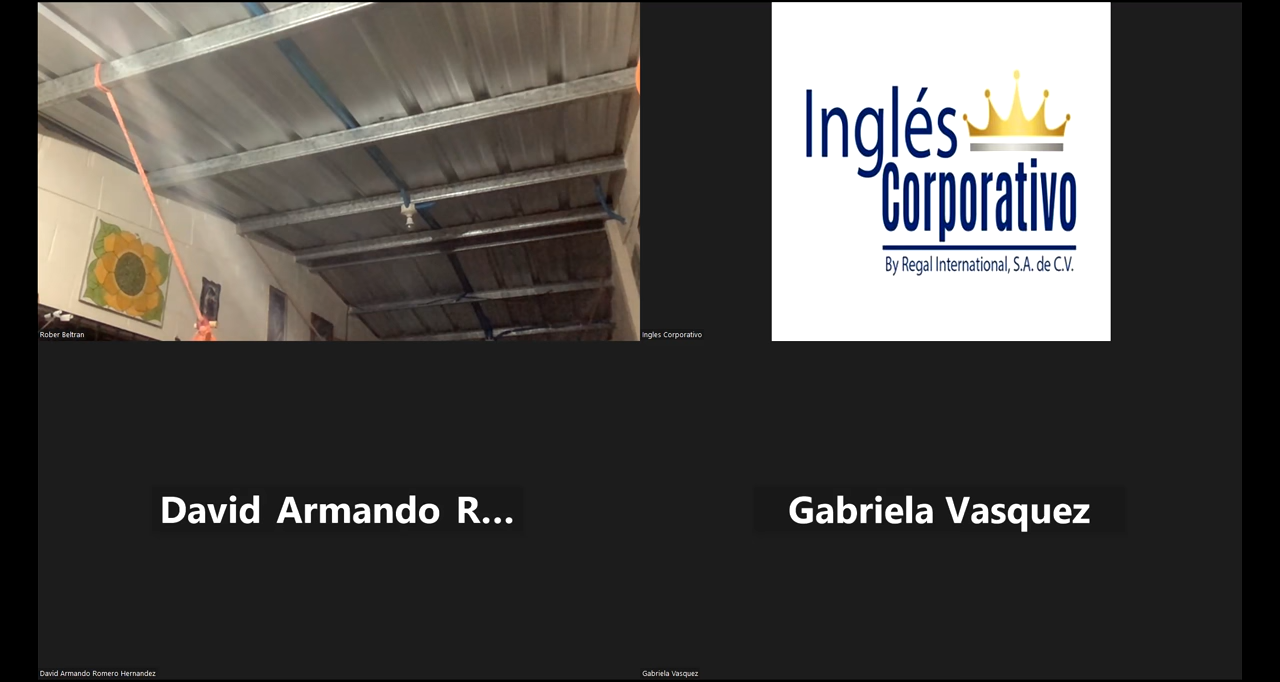 Rober Beltran
Inglés
Corporativo
By Regal International, S.A. de C.V.
Ingles Corporativo
David Armando R...
Gabriela Vasquez
David Armando Romero Hernandez
Gabriela Vasquez